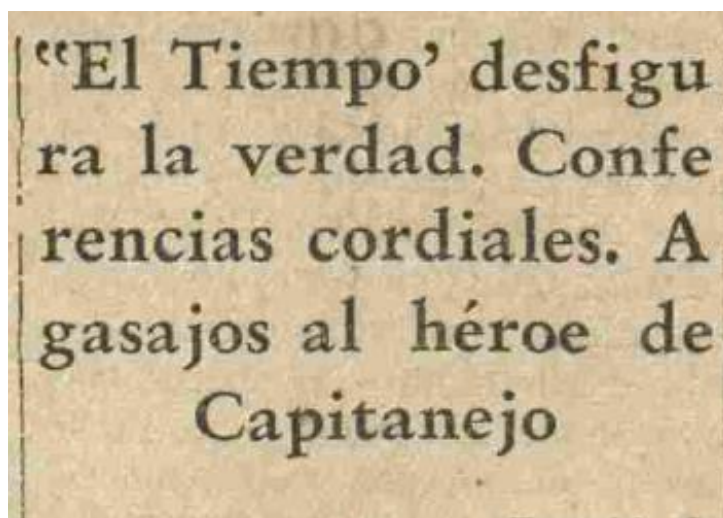 “El Tiempo’ desfigu
ra la verdad. Confe
rencias cordiales. A
gasajos al héroe de
Capitanejo